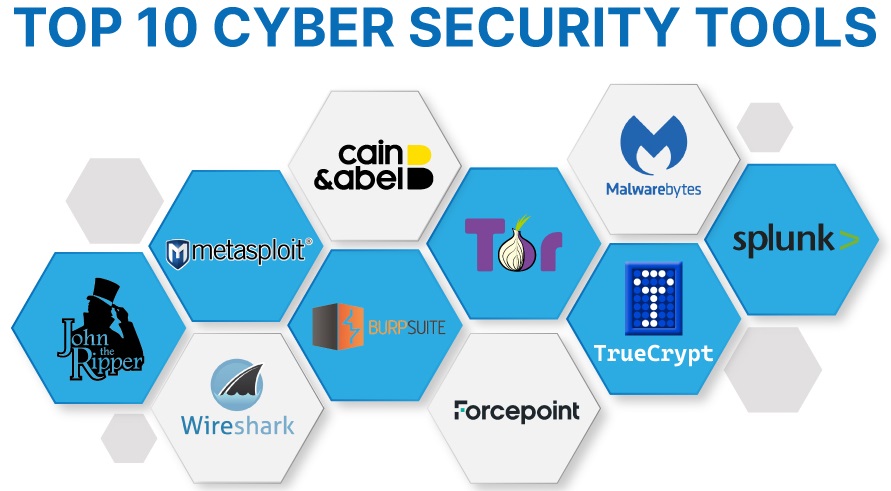 TOP 10 CYBER SECURITY TOOLS
cain
&abel
Malwarebytes
metasploit®
Tor
splunk>
John
the
Ripper
BURPSUITE
TrueCrypt
Wireshark
Forcepoint